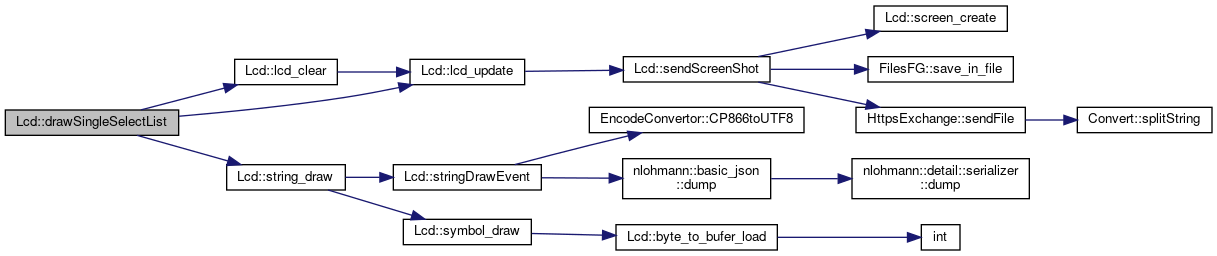 Lcd::drawSingleSelectList
Lcd::lcd_clear
Lcd::lcd_update
Lcd::sendScreenShot
Lcd::screen_create
FilesFG::save_in_file
HttpsExchange::sendFile
Convert::splitString
Lcd::string_draw
Lcd::stringDrawEvent
EncodeConvertor::CP866toUTF8
nlohmann::basic_json
::dump
nlohmann::detail::serializer
::dump
Lcd::symbol_draw
Lcd::byte_to_bufer_load
int